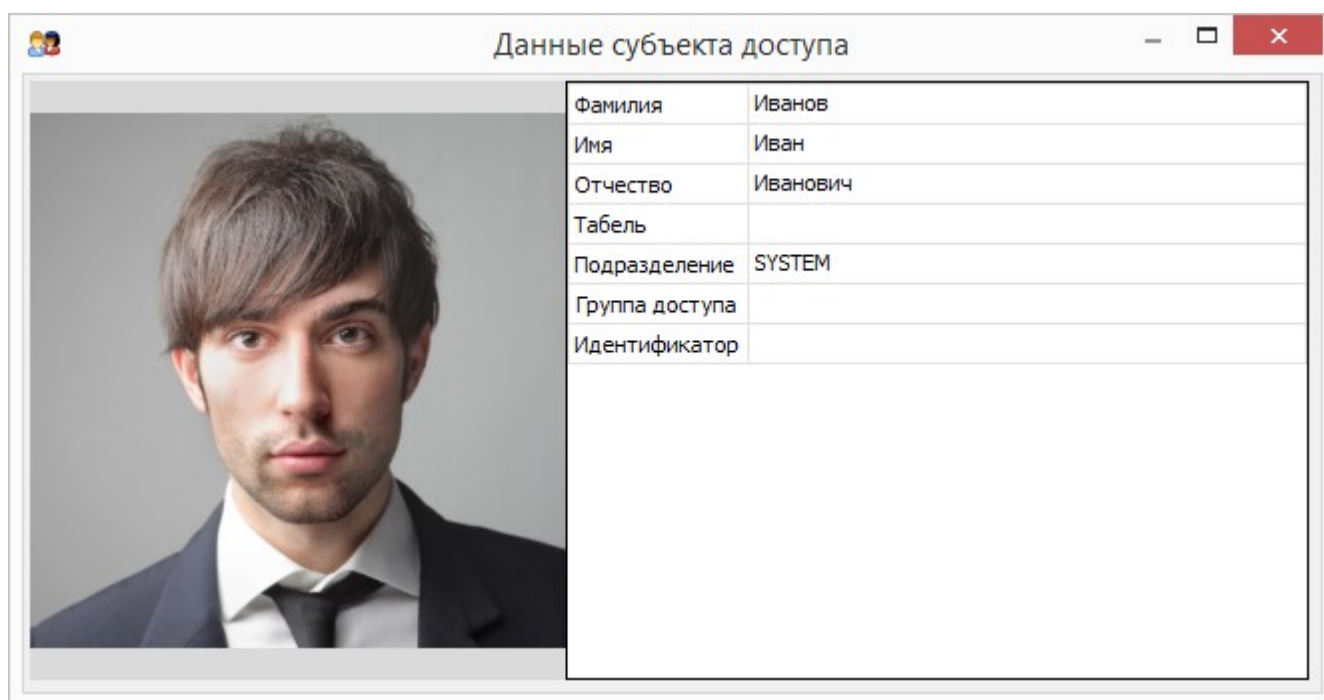 Данные субъекта доступа
Фамилия Иванов
Имя Иван
Отчество Иванович
Табель
Подразделение SYSTEM
Группа доступа
Идентификатор